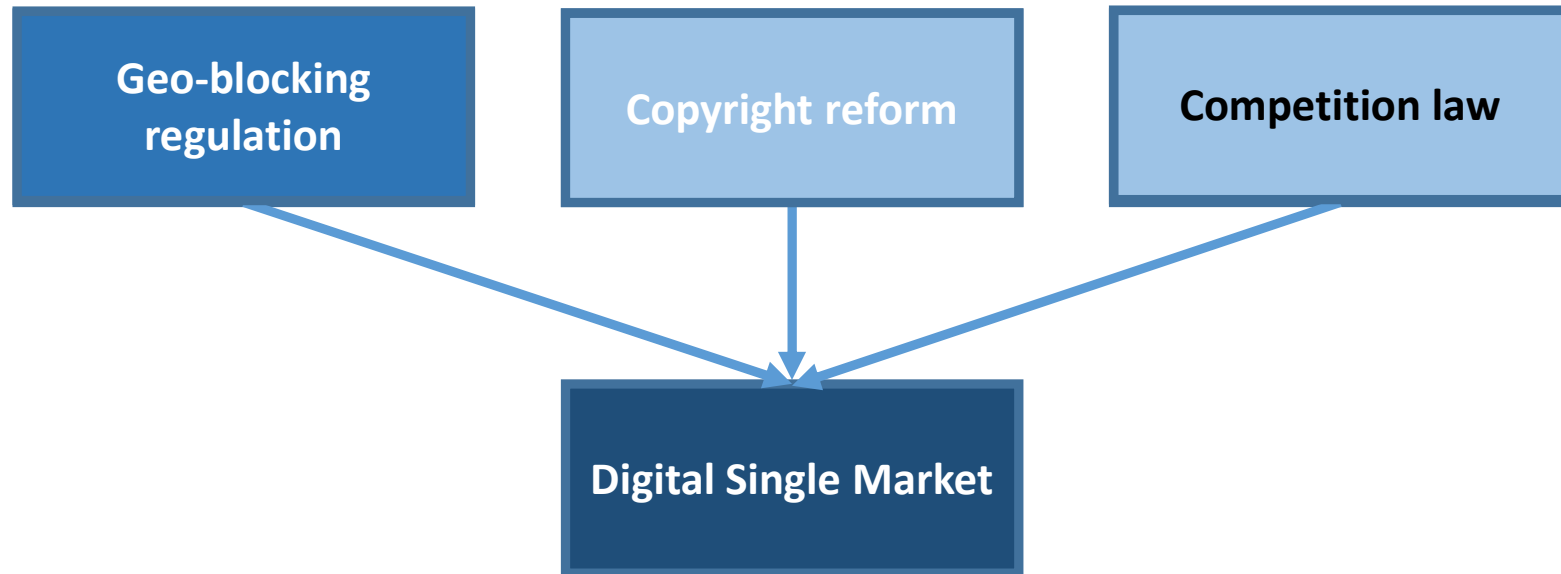 Geo-blocking
regulation
Copyright reform
Competition law
Digital Single Market